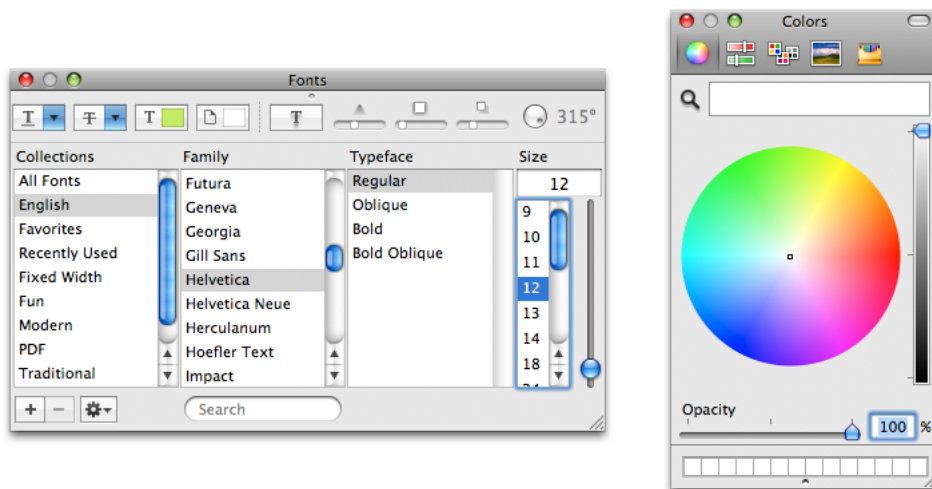 Colors
Fonts
T T T T 315°
Collections Family Typeface Size
All Fonts Futura Regular 12
English Geneva Oblique 9
Favorites Georgia Bold 10
Recently Used Gill Sans Bold Oblique 11
Fixed Width Helvetica 12
Fun Helvetica Neue 13
Modern Herculanum 14
PDF Hoefler Text 18
Traditional Impact
Search
Opacity
100 %